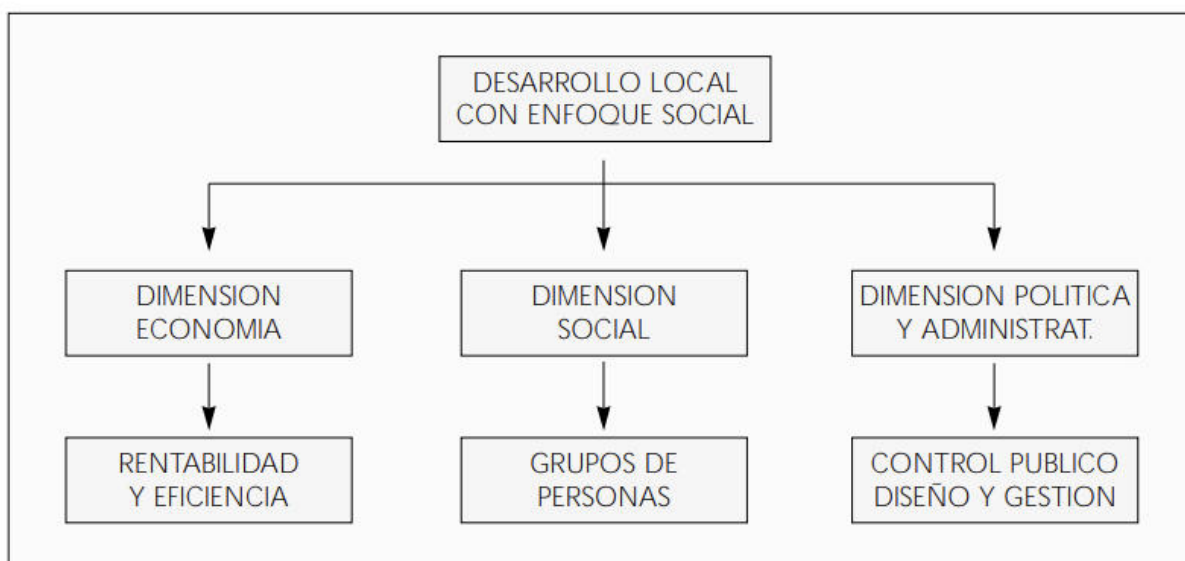 DESARROLLO LOCAL
CON ENFOQUE SOCIAL
DIMENSION
ECONOMIA
DIMENSION
SOCIAL
DIMENSION POLITICA
Y ADMINISTRAT.
RENTABILIDAD
Y EFICIENCIA
GRUPOS DE
PERSONAS
CONTROL PUBLICO
DISEÑO Y GESTION